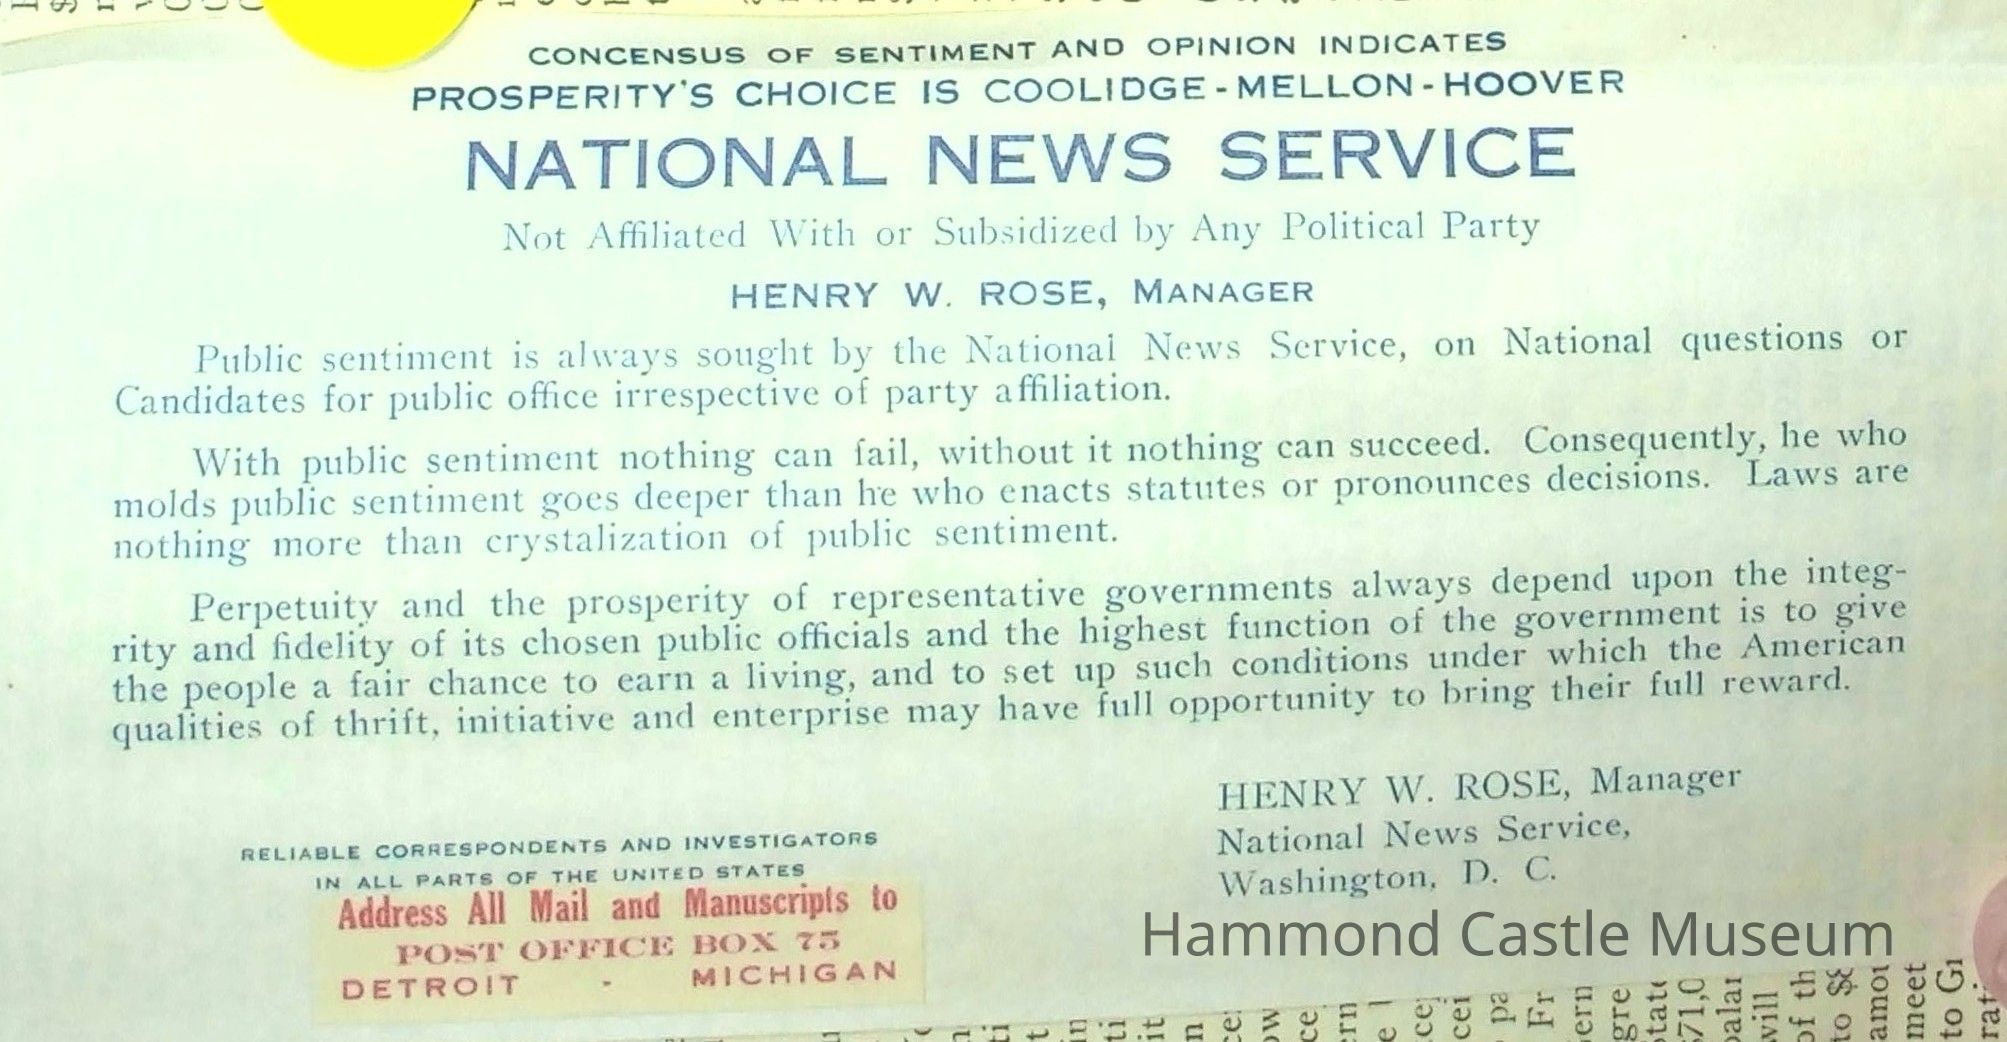 CONCENSUS OF SENTIMENT AND OPINION INDICATES
PROSPERITY'S CHOICE IS COOLIDGE-MELLON-HOOVER
NATIONAL NEWS SERVICE
Not Affiliated With or Subsidized by Any Political Party
HENRY W. ROSE, MANAGER
Public sentiment is always sought by the National News Service, on National questions or
Candidates for public office irrespective of party affiliation.
With public sentiment nothing can fail, without it nothing can succeed. Consequently, he who
molds public sentiment goes deeper than he who enacts statutes or pronounces decisions. Laws are
nothing more than crystalization of public sentiment.
Perpetuity and the prosperity of representative governments always depend upon the integ-
rity and fidelity of its chosen public officials and the highest function of the government is to give
the people a fair chance to earn a living, and to set up such conditions under which the American
qualities of thrift, initiative and enterprise may have full opportunity to bring their full reward.
HENRY W. ROSE, Manager
National News Service,
Washington, D. C.
RELIABLE CORRESPONDENTS AND INVESTIGATORS
IN ALL PARTS OF THE UNITED STATES
Address All Mail and Manuscripts to
POST OFFICE BOX 75
DETROIT - MICHIGAN
Hammond Castle Museum